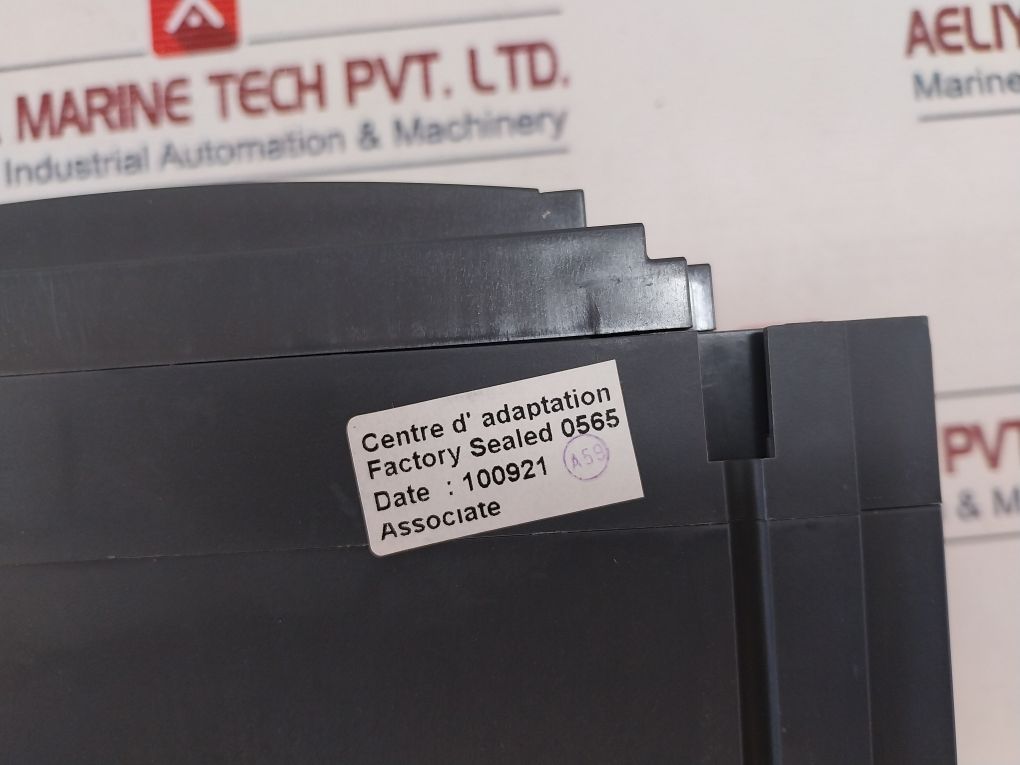 MARINE TECH PVT. LTD.
Industrial Automation & Machinery
AELIY
Marine
Centre d' adaptation
Factory Sealed 0565
Date : 100921
A59
Associate
PVT
& M